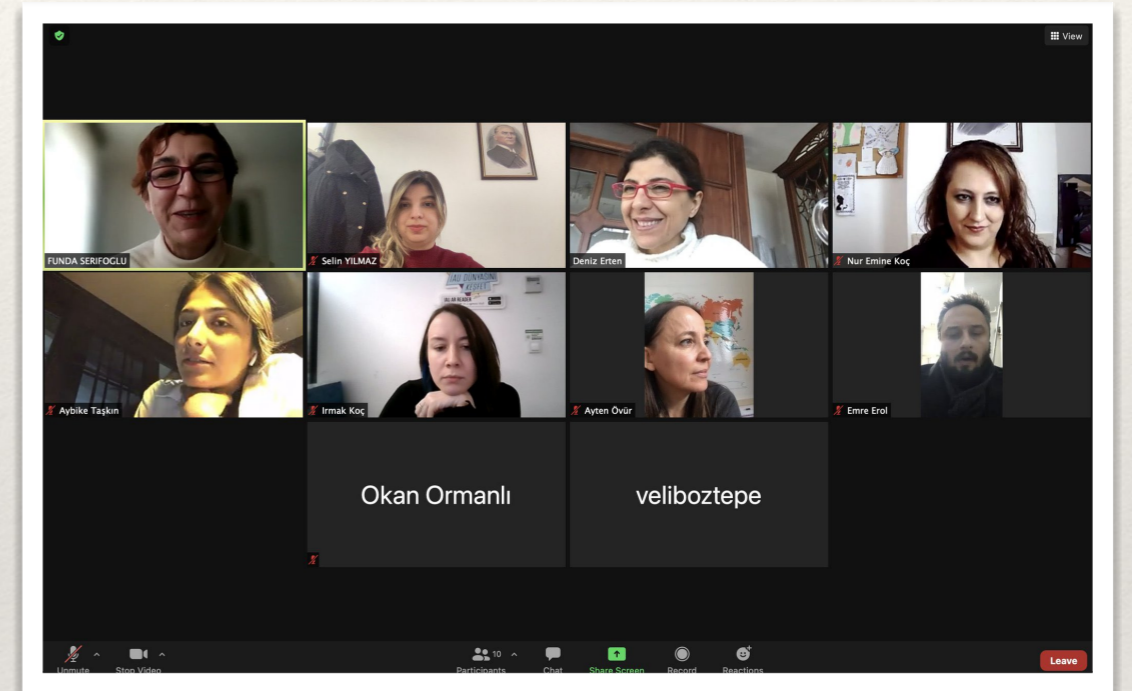 View
FUNDA SERIFOGLU
Selin YILMAZ
Deniz Erten
Nur Emine Koç
Aybike Taşkın
Irmak Koç
Ayten Övür
Emre Erol
Okan Ormanlı
veliboztepe
Unmute
Stop Video
Participants
10
Chat
Share Screen
Record
Reactions
Leave